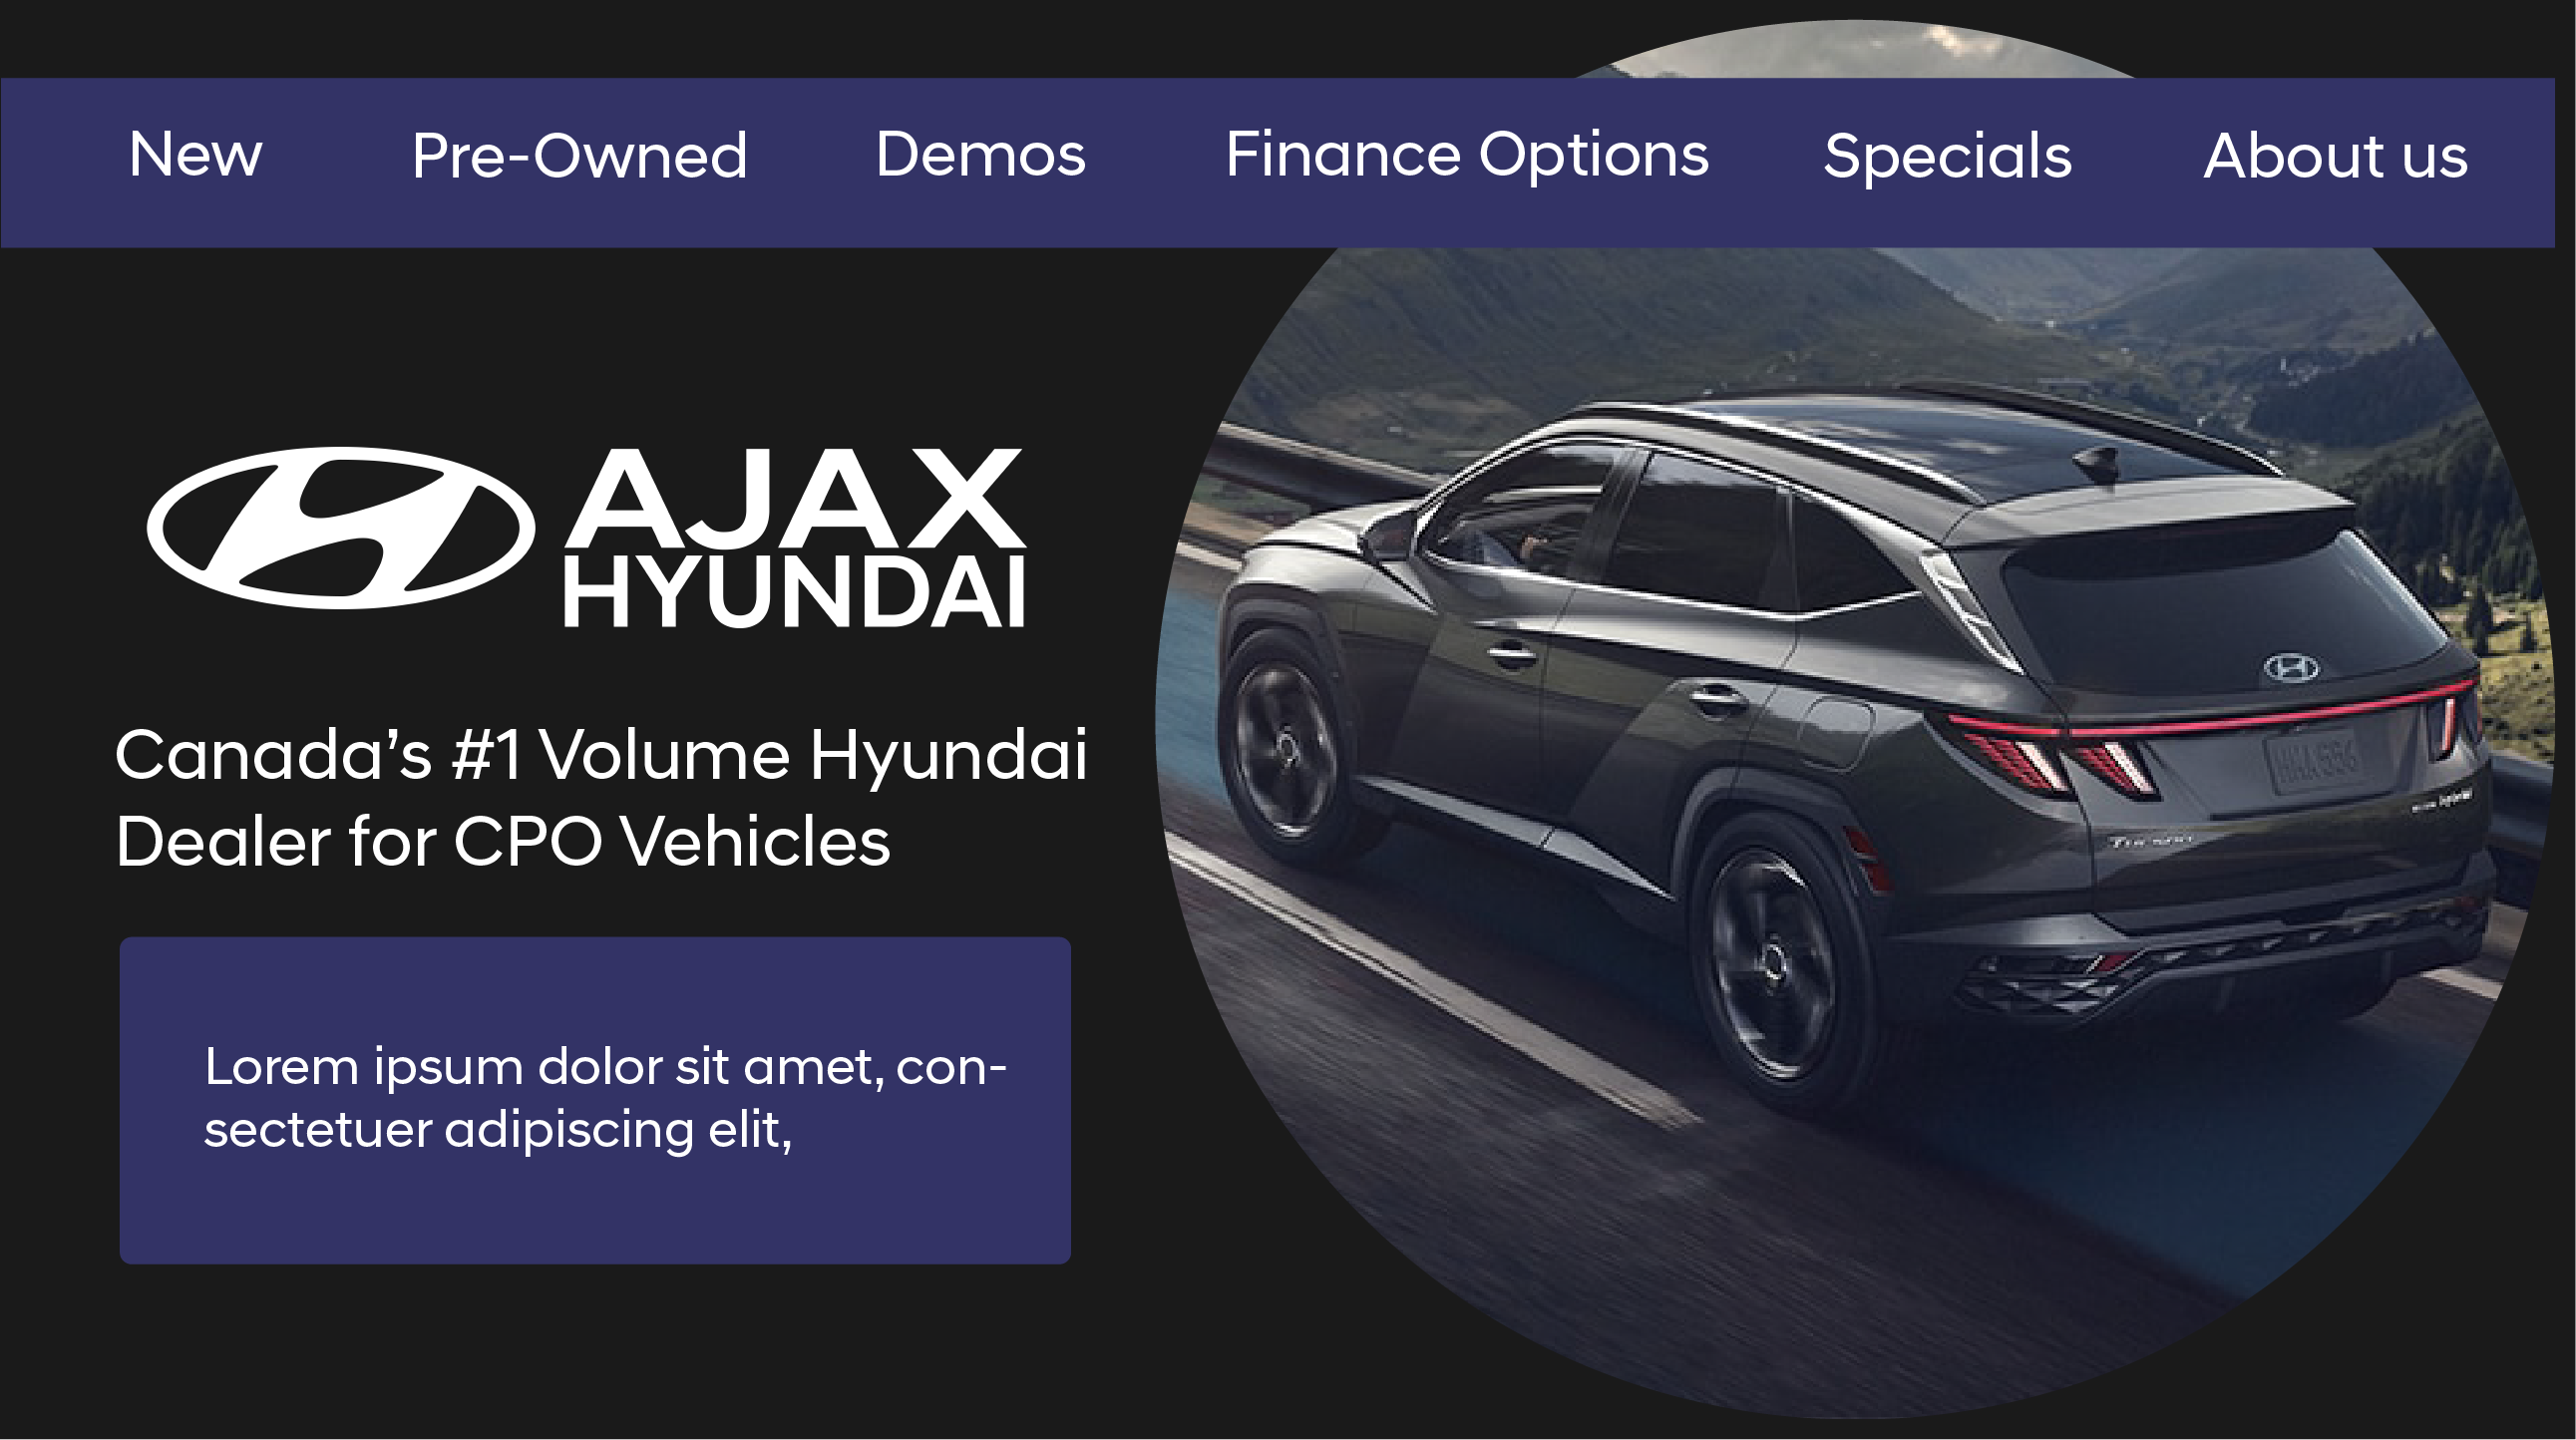 New Pre-Owned Demos Finance Options Specials About us
AJAX
HYUNDAI
Canada’s #1 Volume Hyundai
Dealer for CPO Vehicles
Lorem ipsum dolor sit amet, con-
sectetuer adipiscing elit,